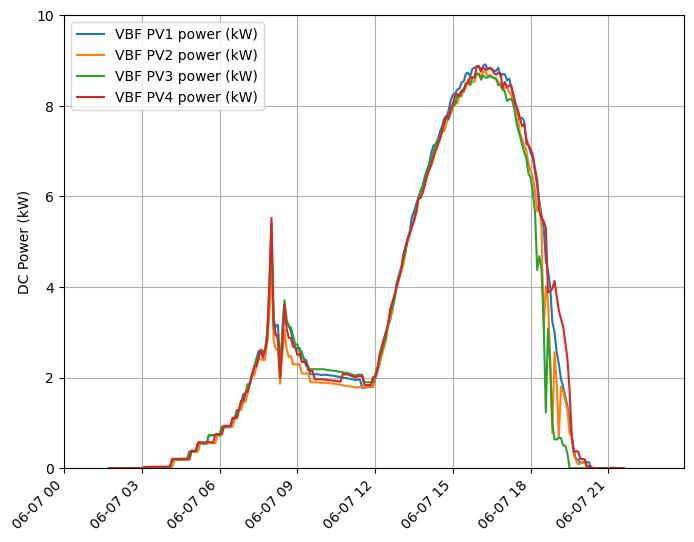 VBF PV1 power (kW)
VBF PV2 power (kW)
VBF PV3 power (kW)
VBF PV4 power (kW)
DC Power (kW)
10
8
6
4
2
0
06-07 00
06-07 03
06-07 06
06-07 09
06-07 12
06-07 15
06-07 18
06-07 21